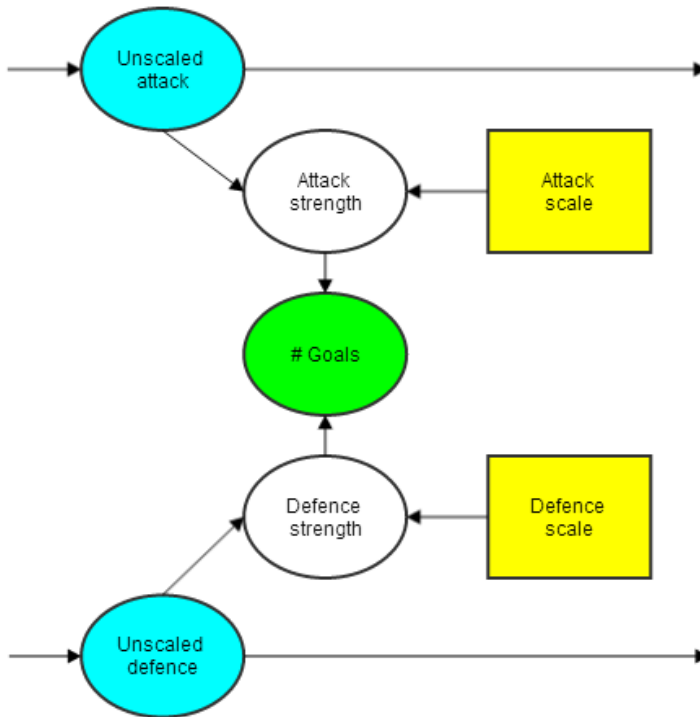 Unscaled
attack
Attack
strength
Attack
scale
# Goals
Defence
strength
Defence
scale
Unscaled
defence